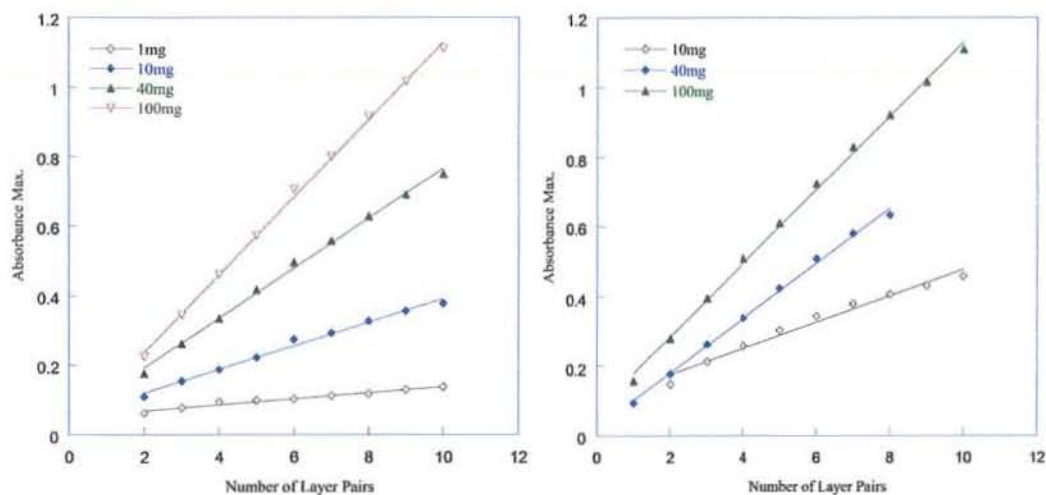 1.2
1
0.8
0.6
0.4
0.2
0
Absorbance Max.
1mg
10mg
40mg
100mg
0 2 4 6 8 10 12
Number of Layer Pairs
1.2
1
0.8
0.6
0.4
0.2
0
Absorbance Max.
10mg
40mg
100mg
0 2 4 6 8 10 12
Number of Layer Pairs